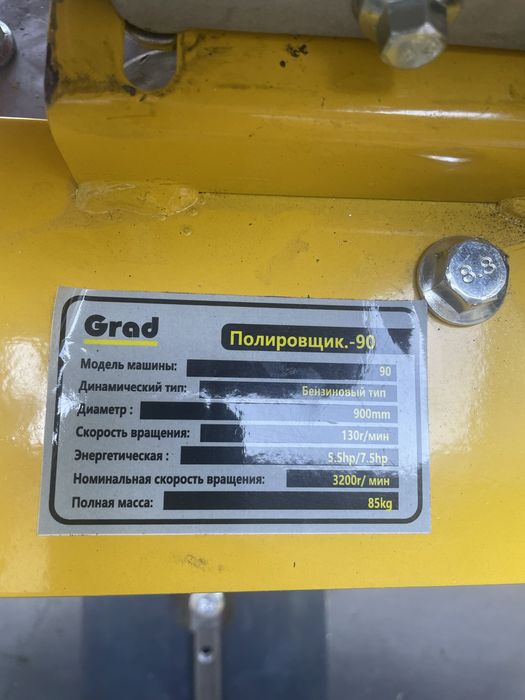 8.8
Grad
Полировщик.-90
Модель машины: 90
Динамический тип: Бензиновый тип
Диаметр : 900mm
Скорость вращения: 130r/мин
Энергетическая : 5.5hp/7.5hp
Номинальная скорость вращения: 3200r/ мин
Полная масса: 85kg